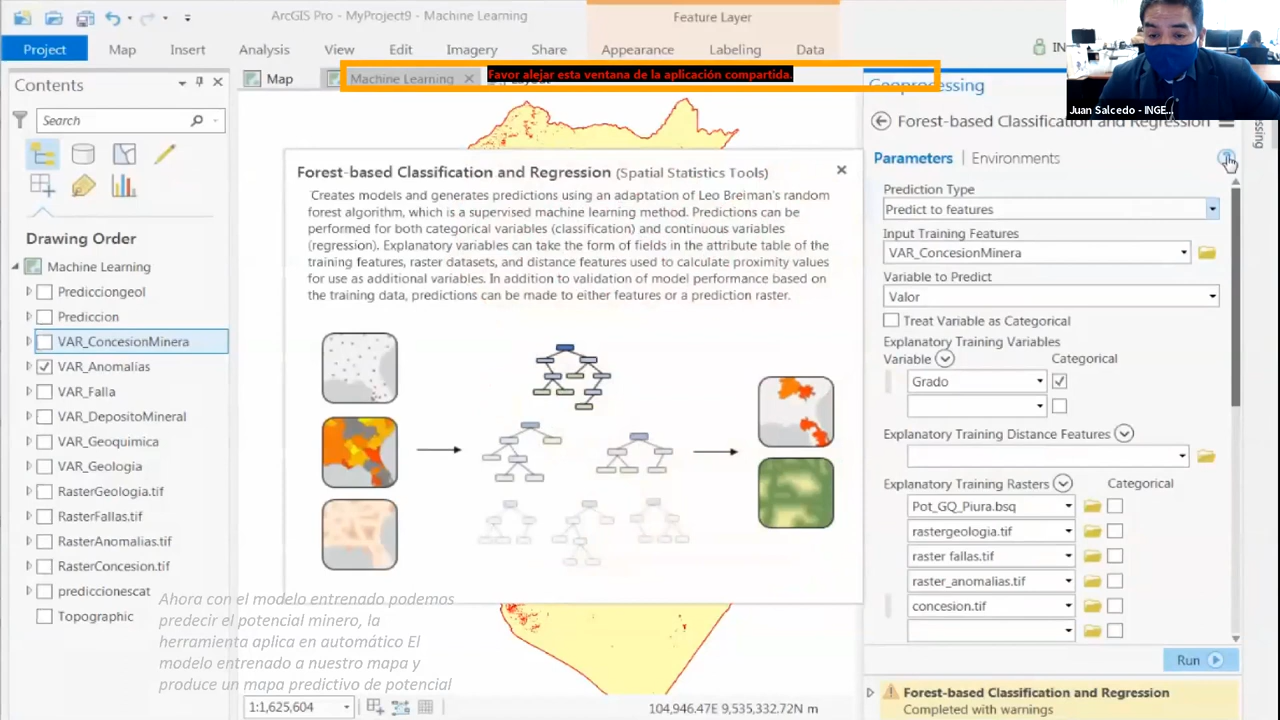 ArcGIS Pro - MyProject9 - Machine Learning
Feature Layer
Project
Map
Insert
Analysis
View
Edit
Imagery
Share
Appearance
Labeling
Data
IN
Juan Salcedo - INGE...
Contents
Search
Drawing Order
Machine Learning
Prediccion­geol
Prediccion
VAR_ConcesionMinera
VAR_Anomalias
VAR_Falla
VAR_DepositoMineral
VAR_Geoquimica
VAR_Geologia
RasterGeologia.tif
RasterFallas.tif
RasterAnomalias.tif
RasterConcesion.tif
prediccionescat
Topographic
Map
Machine Learning
Favor alejar esta ventana de la aplicación compartida.
Forest-based Classification and Regression (Spatial Statistics Tools)
Creates models and generates predictions using an adaptation of Leo Breiman's random
forest algorithm, which is a supervised machine learning method. Predictions can be
performed for both categorical variables (classification) and continuous variables
(regression). Explanatory variables can take the form of fields in the attribute table of the
training features, raster datasets, and distance features used to calculate proximity values
for use as additional variables. In addition to validation of model performance based on
the training data, predictions can be made to either features or a prediction raster.
Ahora con el modelo entrenado podemos
predecir el potencial minero, la
herramienta aplica en automático El
modelo entrenado a nuestro mapa y
produce un mapa predictivo de potencial
1:1,625,604
104,946.47E 9,535,332.72N m
Geoprocessing
Forest-based Classification and Regression
Parameters | Environments
Prediction Type
Predict to features
Input Training Features
VAR_ConcesionMinera
Variable to Predict
Valor
Treat Variable as Categorical
Explanatory Training Variables
Variable
Categorical
Grado
Explanatory Training Distance Features
Explanatory Training Rasters
Categorical
Pot_GQ_Piura.bsq
rastergeologia.tif
raster fallas.tif
raster_anomalias.tif
concesion.tif
Run
Forest-based Classification and Regression
Completed with warnings